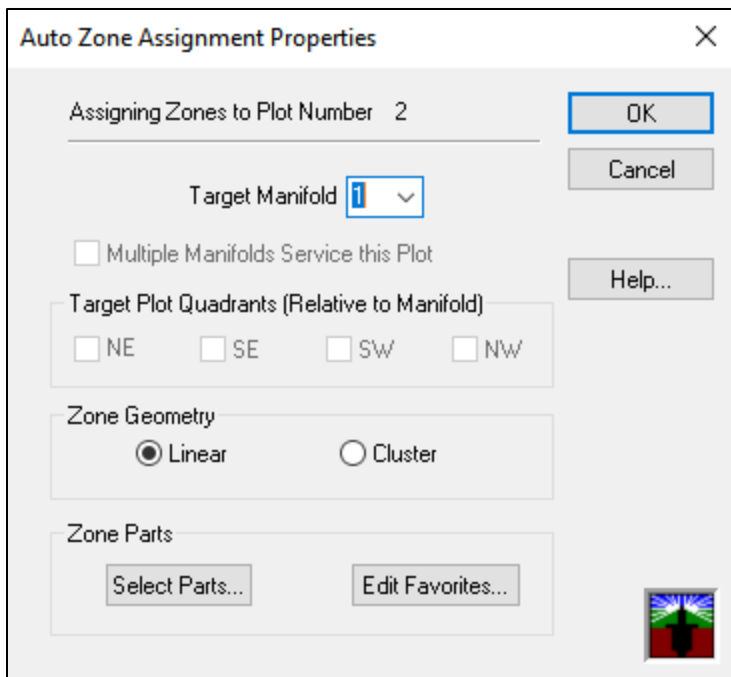 Auto Zone Assignment Properties
Assigning Zones to Plot Number 2
OK
Target Manifold 1
Cancel
Multiple Manifolds Service this Plot
Help...
Target Plot Quadrants (Relative to Manifold)
NE SE SW NW
Zone Geometry
Linear Cluster
Zone Parts
Select Parts... Edit Favorites...